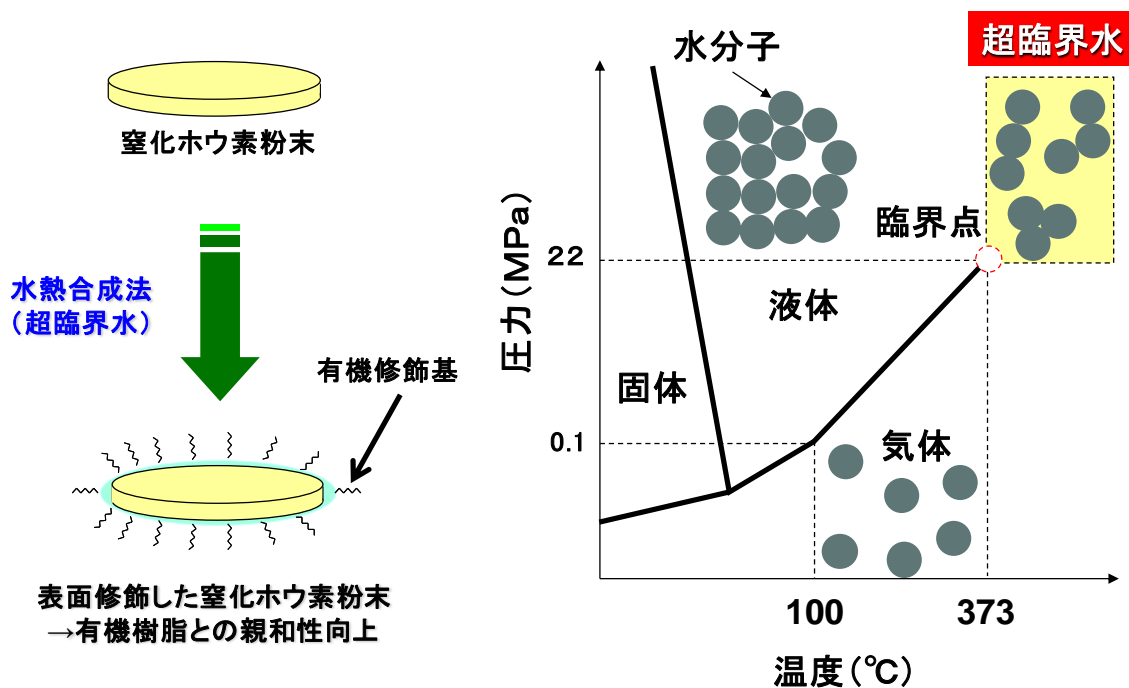 窒化ホウ素粉末
水熱合成法
（超臨界水）
有機修飾基
表面修飾した窒化ホウ素粉末
→有機樹脂との親和性向上
超臨界水
水分子
臨界点
圧力（MPa）
22
液体
固体
0.1
気体
100
373
温度（℃）